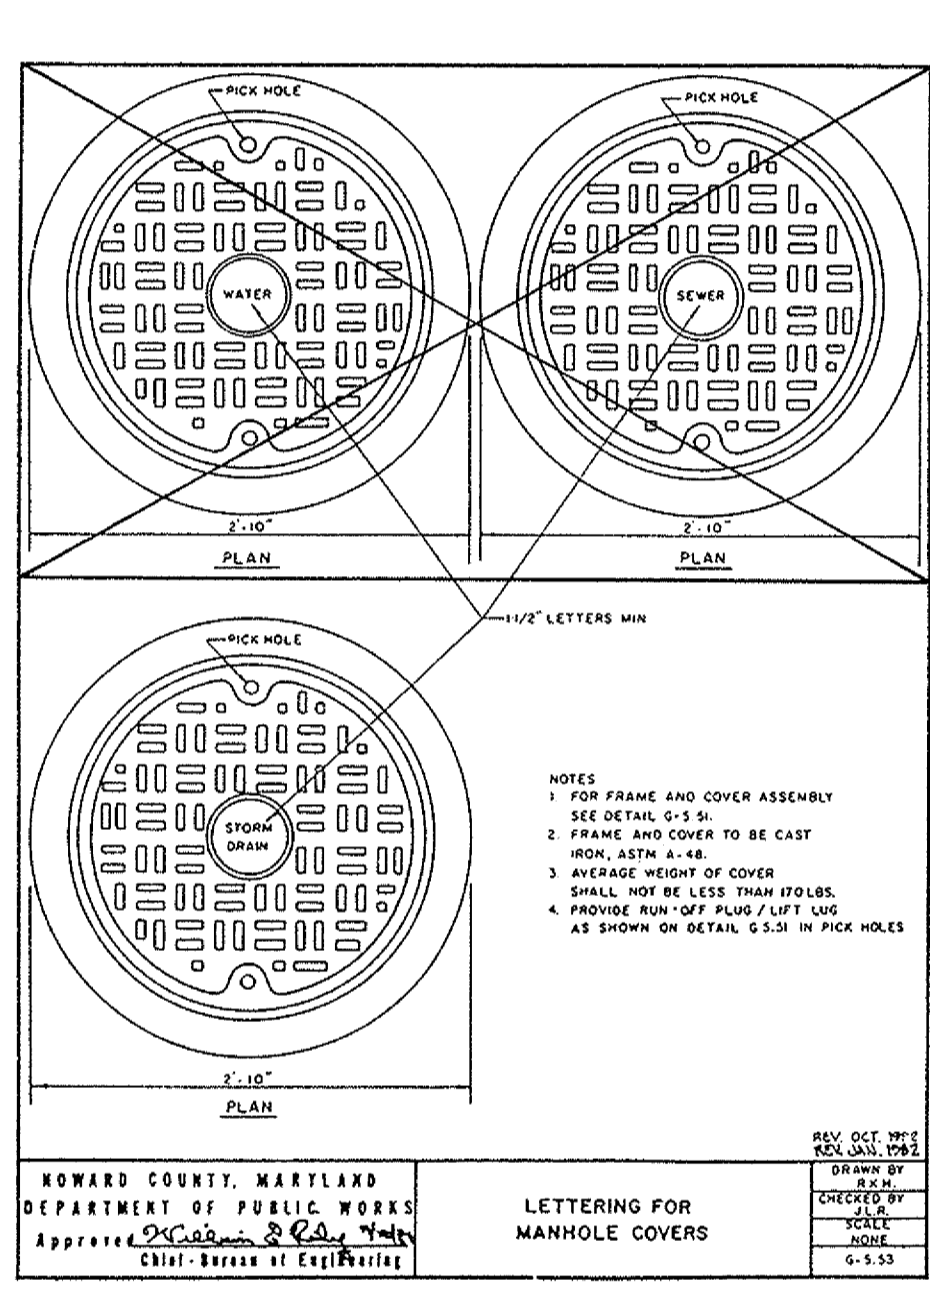 PICK HOLE
WATER
2'-10"
PLAN
PICK HOLE
SEWER
2'-10"
PLAN
1-1/2" LETTERS MIN
PICK HOLE
STORM
DRAIN
2'-10"
PLAN
NOTES
1. FOR FRAME AND COVER ASSEMBLY
SEE DETAIL G-5.51.
2. FRAME AND COVER TO BE CAST
IRON, ASTM A-48.
3. AVERAGE WEIGHT OF COVER
SHALL NOT BE LESS THAN 170 LBS.
4. PROVIDE RUN-OFF PLUG / LIFT LUG
AS SHOWN ON DETAIL G 5.51 IN PICK HOLES
REV. OCT.
REV. JAN. 1982
HOWARD COUNTY, MARYLAND
DEPARTMENT OF PUBLIC WORKS
Approved William E Riley
Chief-Bureau of Engineering
LETTERING FOR
MANHOLE COVERS
DRAWN BY
R.K.H.
CHECKED BY
J.L.R.
SCALE
NONE
G-5.53